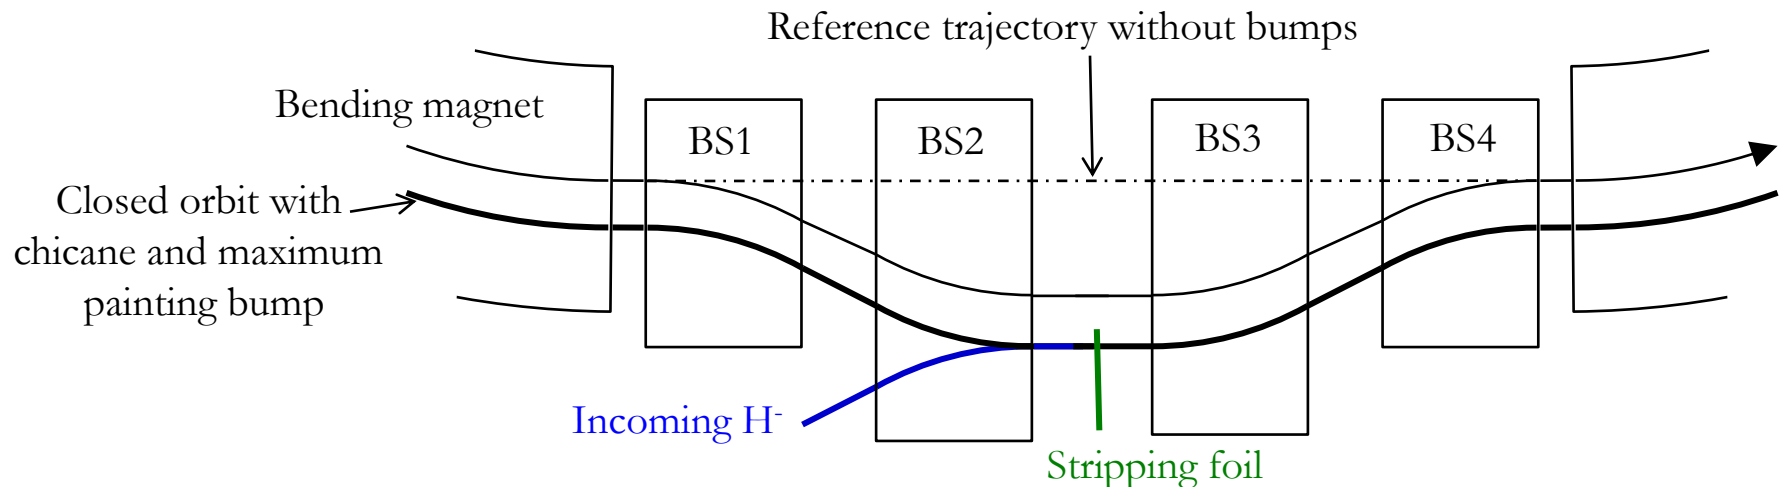 Reference trajectory without bumps
Bending magnet
BS1
BS2
BS3
BS4
Closed orbit with
chicane and maximum
painting bump
Incoming H-
Stripping foil